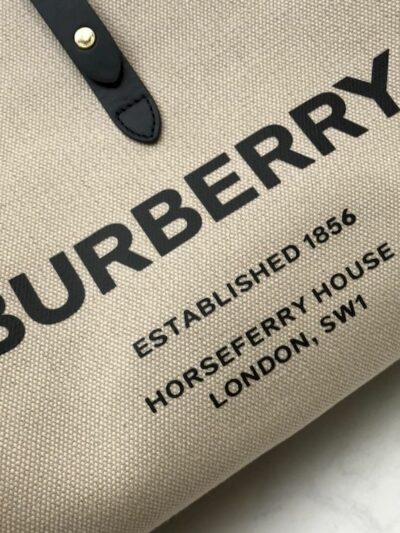 BURBERRY
ESTABLISHED 1856
HORSEFERRY HOUSE
LONDON, SW1